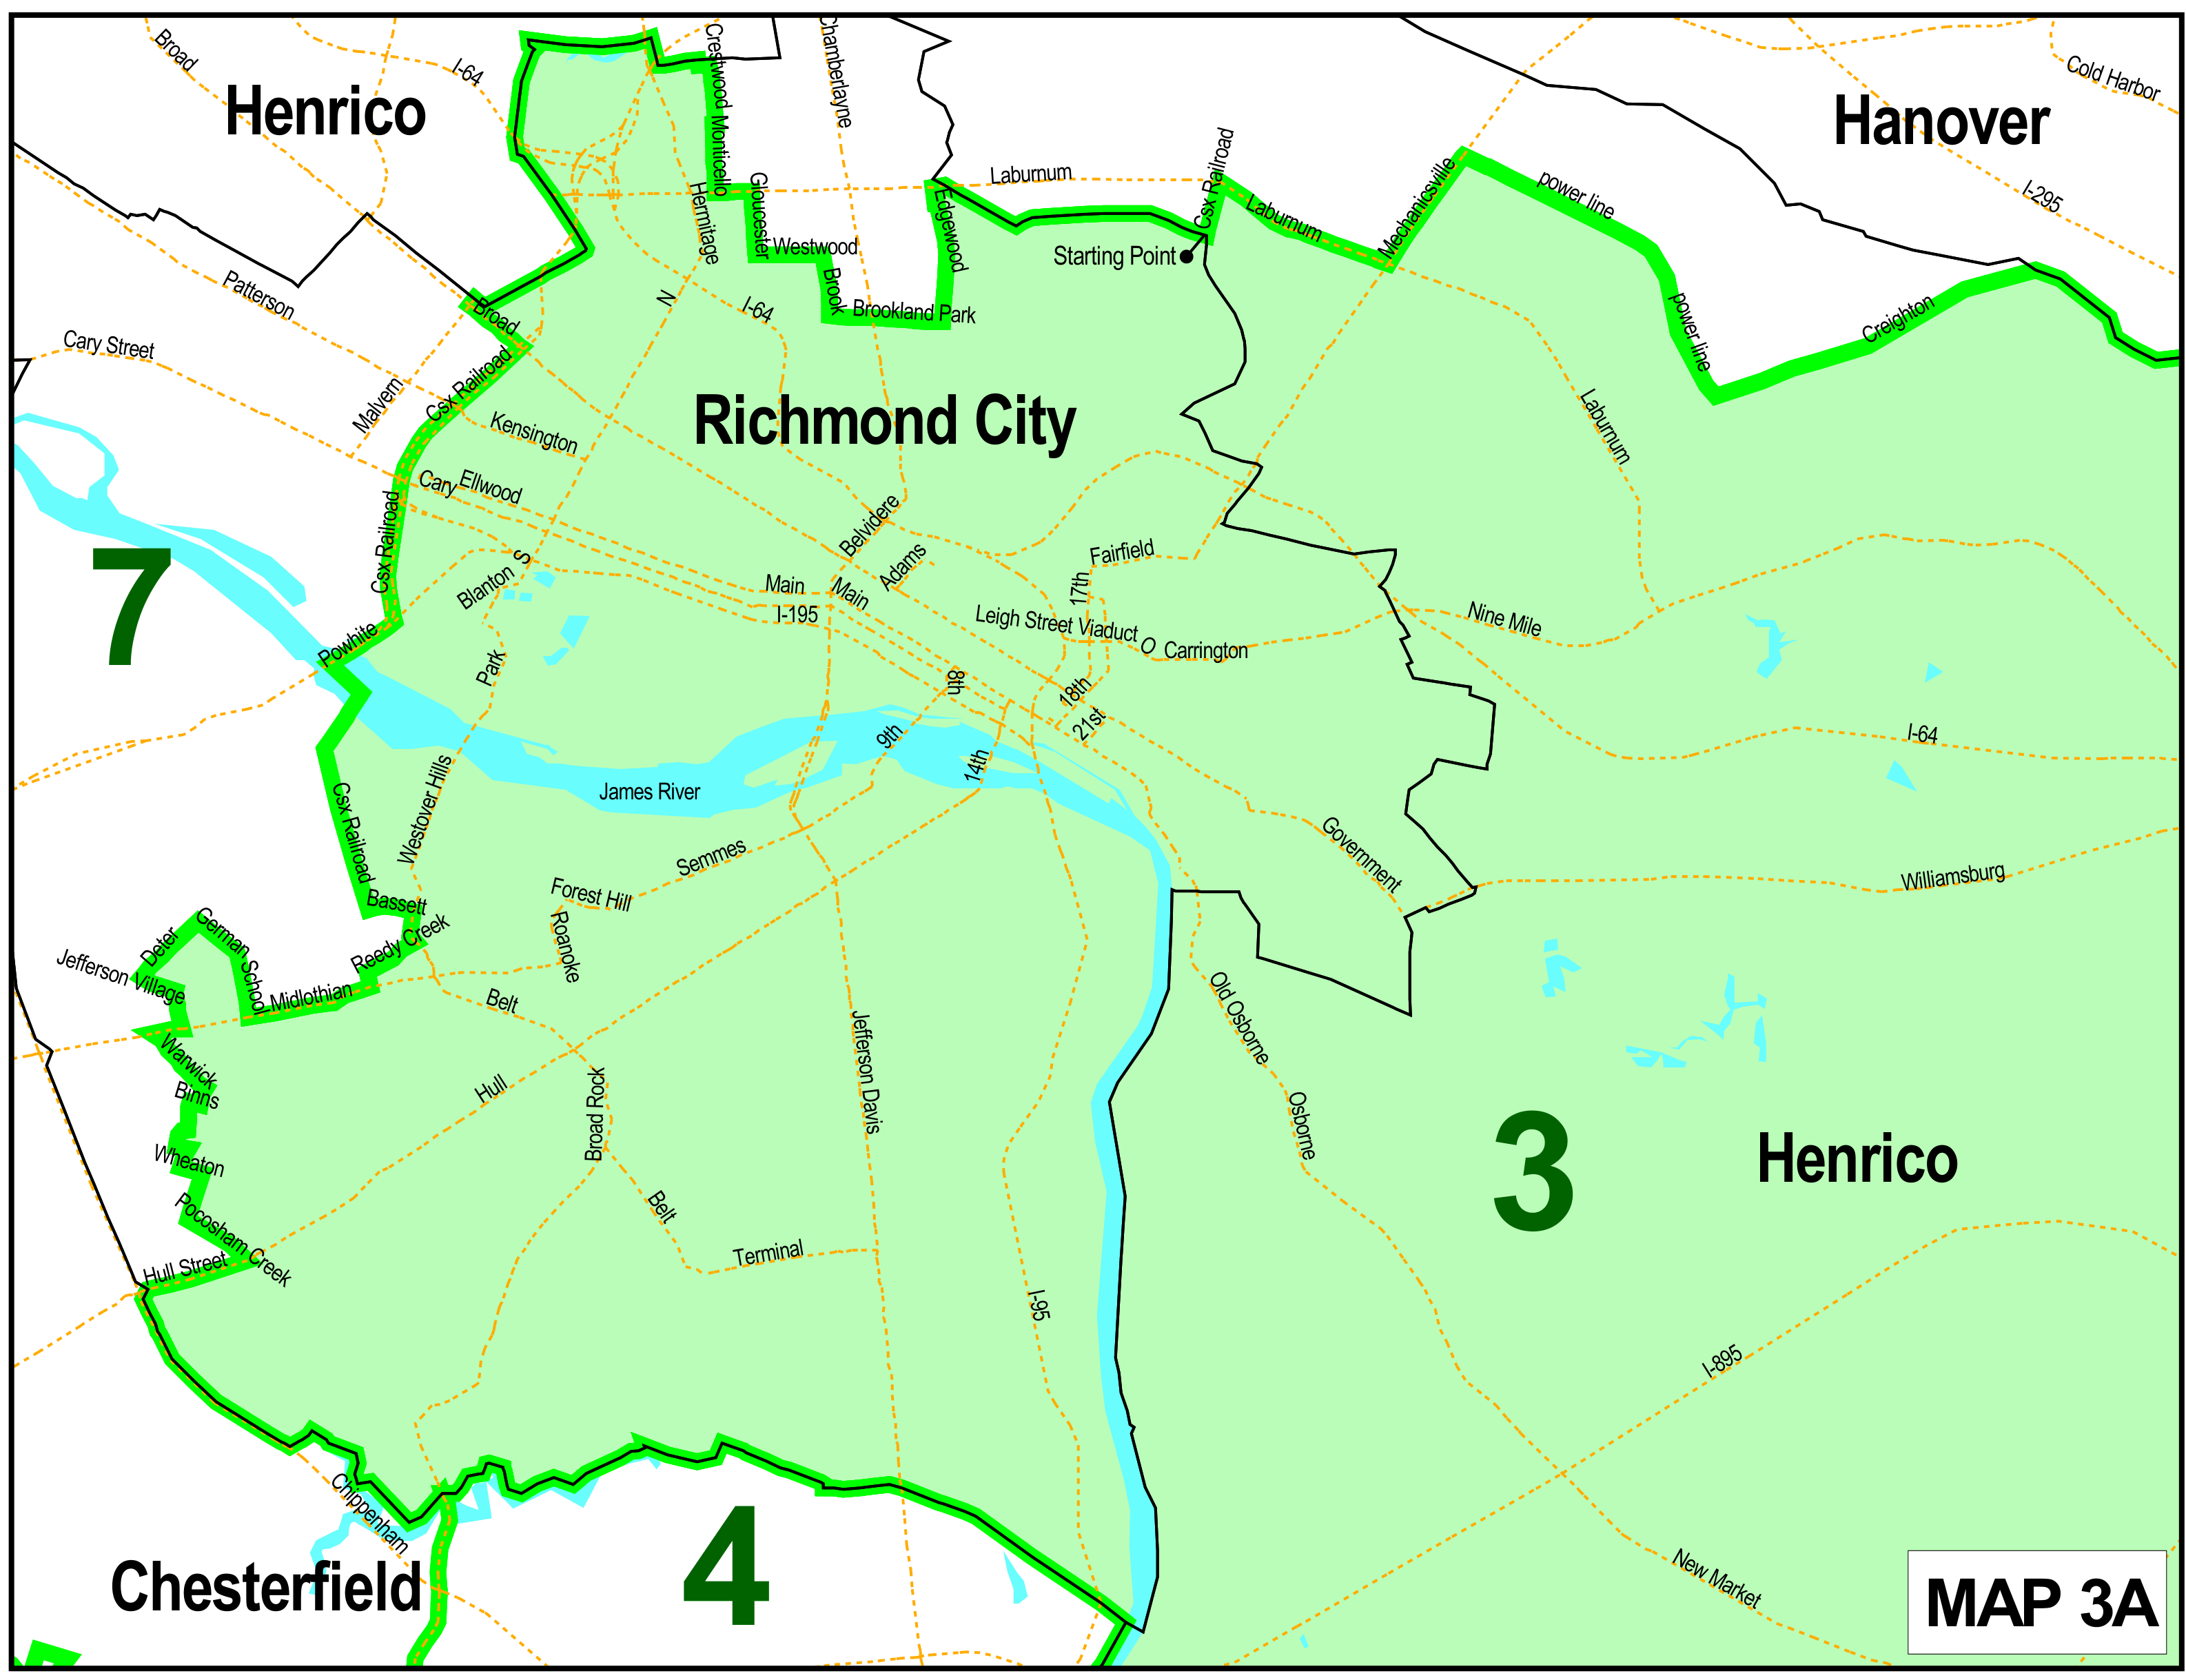 Broad
Henrico
I-64
Crestwood
Monticello
Chamberlayne
Hanover
Cold Harbor
I-295
Laburnum
Csx Railroad
Mechanicsville
power line
Laburnum
Hermitage
Gloucester
Westwood
Edgewood
Starting Point
Patterson
Cary Street
Broad
N
I-64
Brook
Brookland Park
power line
Creighton
Malvern
Csx Railroad
Kensington
Richmond City
Laburnum
Cary
Ellwood
Csx Railroad
7
Blanton
S
Belvidere
Adams
Fairfield
Main
Main
I-195
17th
Leigh Street Viaduct
O
Carrington
Nine Mile
Powhite
Park
8th
18th
21st
9th
14th
I-64
James River
Csx Railroad
Westover Hills
Semmes
Government
Williamsburg
Forest Hill
Roanoke
Bassett
Reedy Creek
German School
Deter
Jefferson Village
Midlothian
Belt
Old Osborne
Warwick
Binns
Hull
Broad Rock
Jefferson Davis
Osborne
3
Henrico
Wheaton
Pocosham Creek
Belt
Terminal
Hull Street
I-95
I-895
Chippenham
Chesterfield
4
New Market
MAP 3A